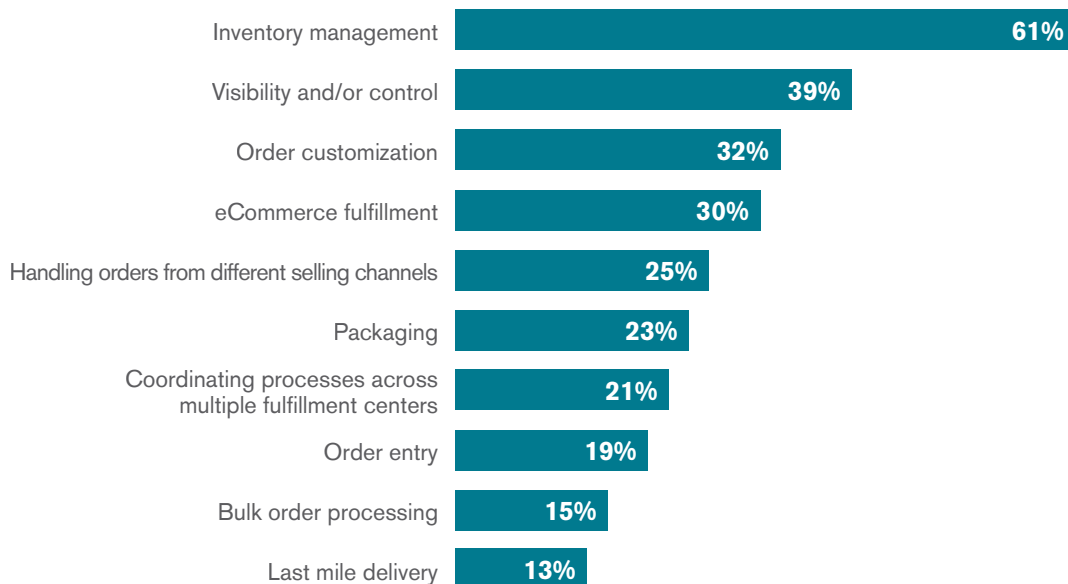 Inventory management 61%
Visibility and/or control 39%
Order customization 32%
eCommerce fulfillment 30%
Handling orders from different selling channels 25%
Packaging 23%
Coordinating processes across
multiple fulfillment centers 21%
Order entry 19%
Bulk order processing 15%
Last mile delivery 13%